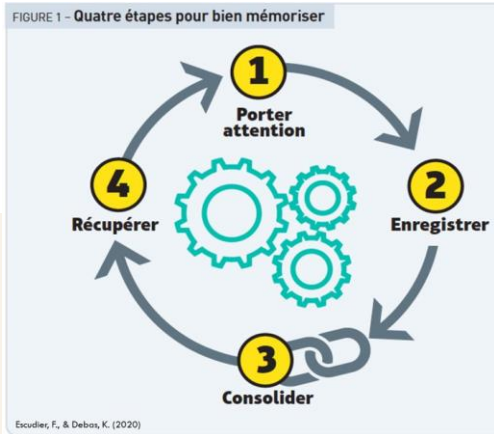 FIGURE 1 – Quatre étapes pour bien mémoriser
1
Porter
attention
2
Enregistrer
3
Consolider
4
Récupérer
Escudier, F., & Debas, K. (2020)